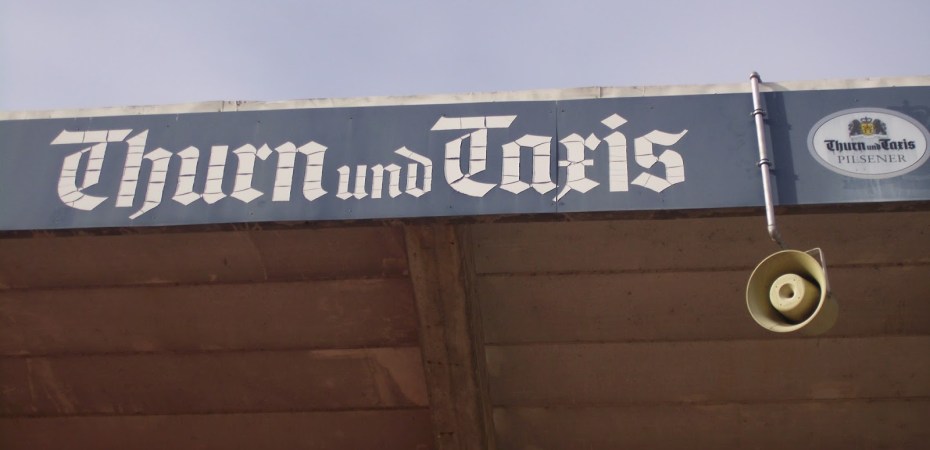 Thurn und Taxis
Thurn und Taxis
PILSENER